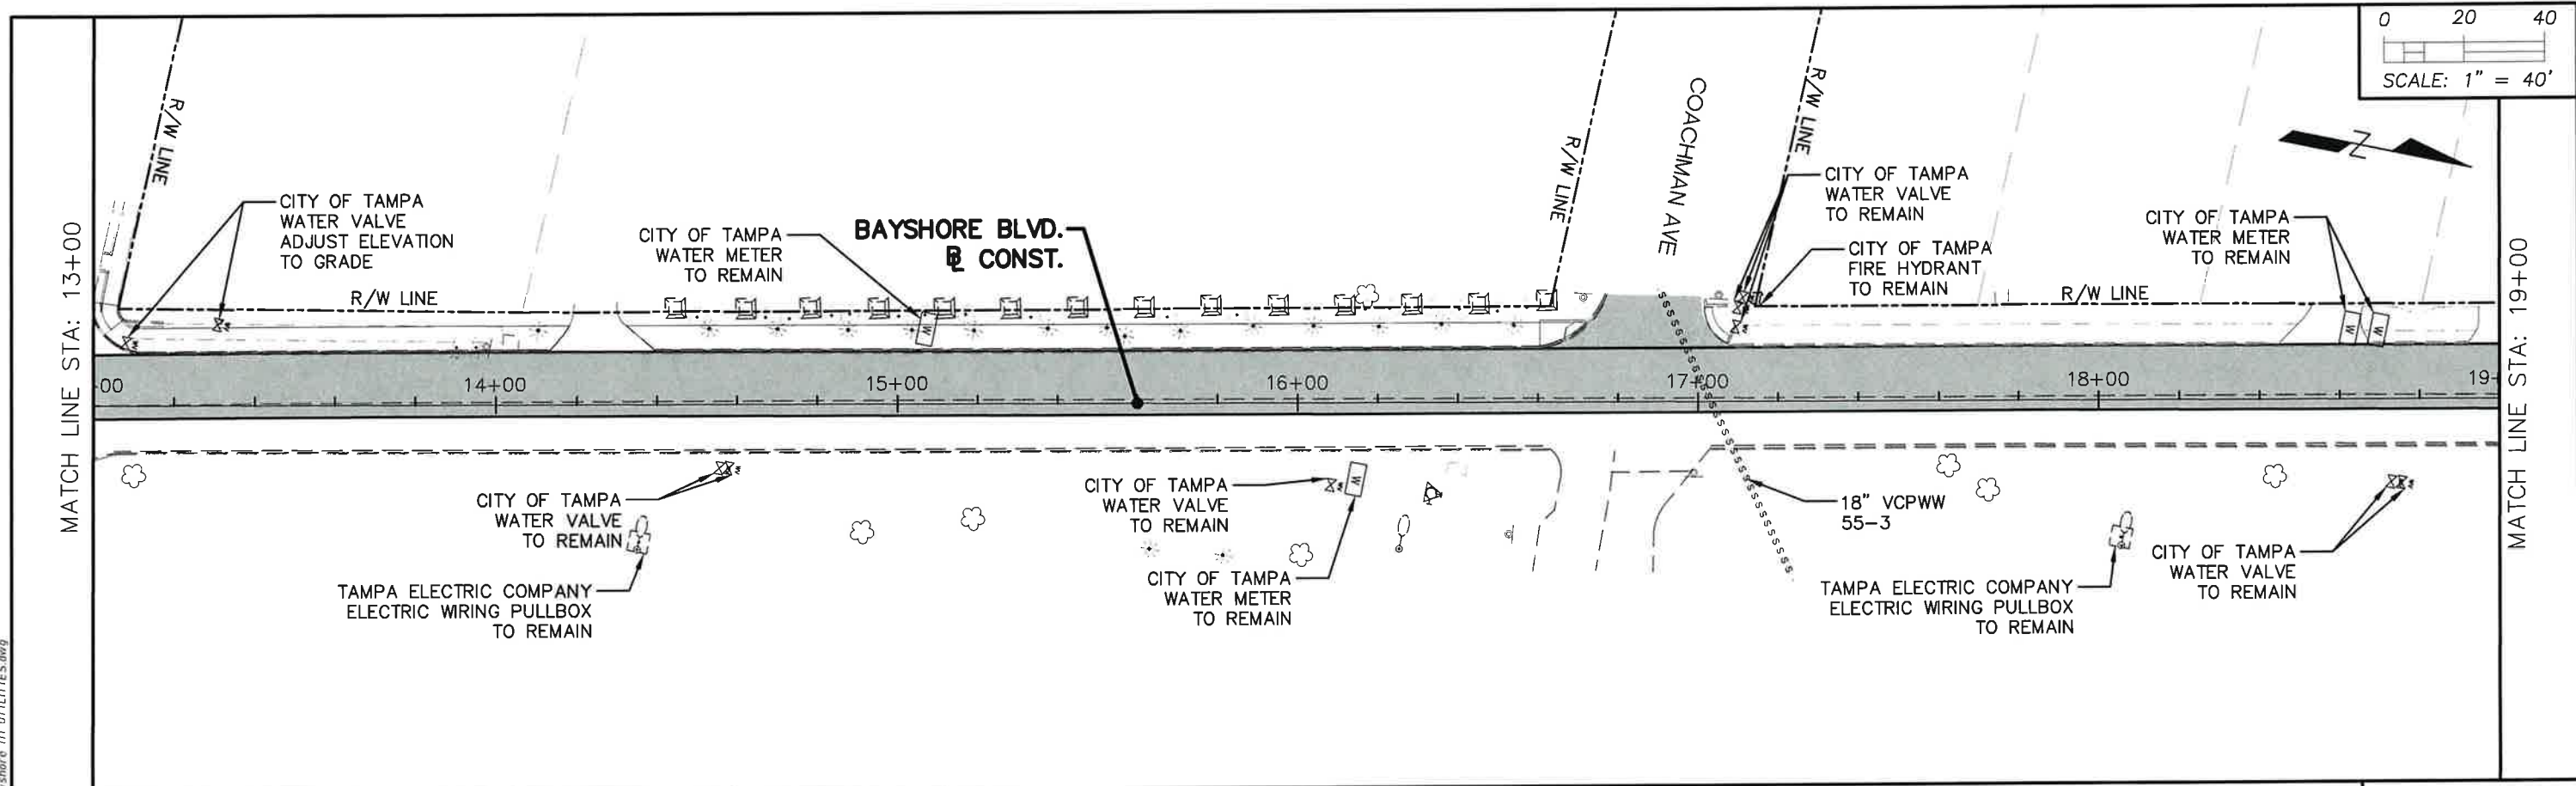 0 20 40
SCALE: 1" = 40'
MATCH LINE STA: 13+00
R/W LINE
CITY OF TAMPA
WATER VALVE
ADJUST ELEVATION
TO GRADE
R/W LINE
CITY OF TAMPA
WATER METER
TO REMAIN
W
BAYSHORE BLVD.
BL CONST.
R/W LINE
COACHMAN AVE
R/W LINE
CITY OF TAMPA
WATER VALVE
TO REMAIN
CITY OF TAMPA
FIRE HYDRANT
TO REMAIN
R/W LINE
CITY OF TAMPA
WATER METER
TO REMAIN
W
W
N
MATCH LINE STA: 19+00
00
14+00
15+00
16+00
17+00
18+00
19+
CITY OF TAMPA
WATER VALVE
TO REMAIN
TAMPA ELECTRIC COMPANY
ELECTRIC WIRING PULLBOX
TO REMAIN
CITY OF TAMPA
WATER VALVE
TO REMAIN
W
CITY OF TAMPA
WATER METER
TO REMAIN
18" VCPWW
55-3
TAMPA ELECTRIC COMPANY
ELECTRIC WIRING PULLBOX
TO REMAIN
CITY OF TAMPA
WATER VALVE
TO REMAIN
UTILITIES.dwg